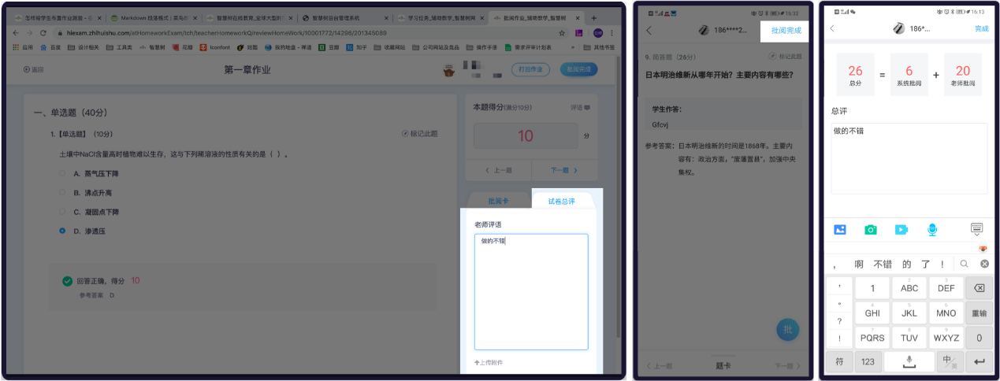 怎样给学生布置作业测验 - 6
Markdown 段落格式 | 菜鸟教
智慧树在线教育_全球大型的
智慧树后台管理系统
学习任务_辅助教学_智慧树网
批阅作业_辅助教学_智慧树
hiexam.zhihuishu.com/atHomeworkExam/tch/teacherHomeworkQ/reviewHomeWork/10001772/14296/201345089
应用 百度 设计相关 工具类 智慧树 花瓣 Iconfont 站酷 我的地盘 - 禅道 豆瓣 知乎 收藏网站 公司网站及竞品 操作手册 需求评审计划表 » 其他书签
返回
第一章作业
打回作业
批阅完成
一、单选题（40分）
1.【单选题】（10分）
标记此题
土壤中NaCl含量高时植物难以生存，这与下列稀溶液的性质有关的是（ ）。
A. 蒸气压下降
B. 沸点升高
C. 凝固点下降
D. 渗透压
回答正确，得分 10
参考答案 D
本题得分(满分10分)
评语
10 分
〈 上一题
下一题 〉
批阅卡
试卷总评
老师评语
做的不错
上传附件
16:32
186****2...
批阅完成
9. 简答题（26分）
标记此题
日本明治维新从哪年开始？主要内容有哪些？
学生作答：
Gfcvj
参考答案：日本明治维新的时间是1868年。主要内
容有：政治方面，“废藩置县”，加强中央
集权。
批
〈 上一题
题卡
下一题 〉
16:13
186*...
完成
26 = 6 + 20
总分 系统批阅 老师批阅
总评
做的不错
， 啊 不错 的 了 ！
' 1 ABC DEF
" GHI JKL MNO 重输
?
! PQRS TUV WXYZ 0
符 123 中/英